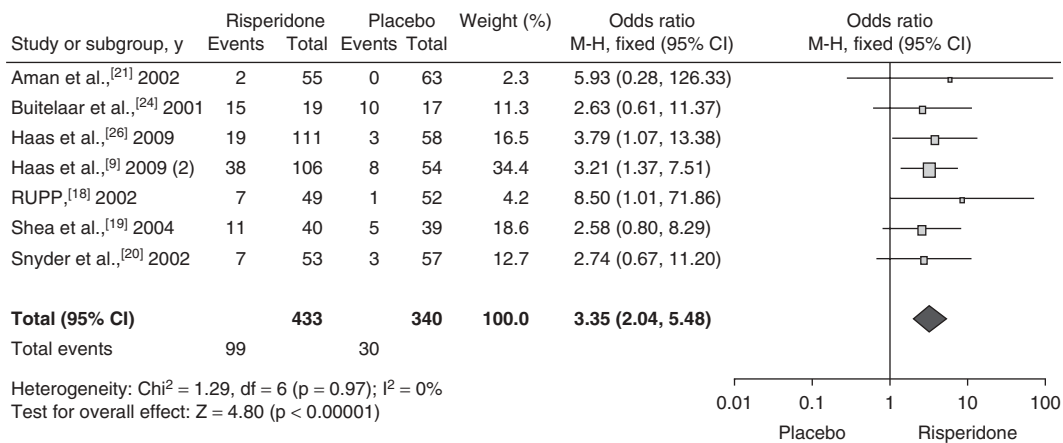 Risperidone Placebo Weight (%) Odds ratio Odds ratio
Study or subgroup, y Events Total Events Total M-H, fixed (95% CI) M-H, fixed (95% CI)
Aman et al.,[21] 2002 2 55 0 63 2.3 5.93 (0.28, 126.33)
Buitelaar et al.,[24] 2001 15 19 10 17 11.3 2.63 (0.61, 11.37)
Haas et al.,[26] 2009 19 111 3 58 16.5 3.79 (1.07, 13.38)
Haas et al.,[9] 2009 (2) 38 106 8 54 34.4 3.21 (1.37, 7.51)
RUPP,[18] 2002 7 49 1 52 4.2 8.50 (1.01, 71.86)
Shea et al.,[19] 2004 11 40 5 39 18.6 2.58 (0.80, 8.29)
Snyder et al.,[20] 2002 7 53 3 57 12.7 2.74 (0.67, 11.20)
Total (95% CI) 433 340 100.0 3.35 (2.04, 5.48)
Total events 99 30
Heterogeneity: Chi² = 1.29, df = 6 (p = 0.97); I² = 0%
Test for overall effect: Z = 4.80 (p < 0.00001)
0.01 0.1 1 10 100
Placebo Risperidone